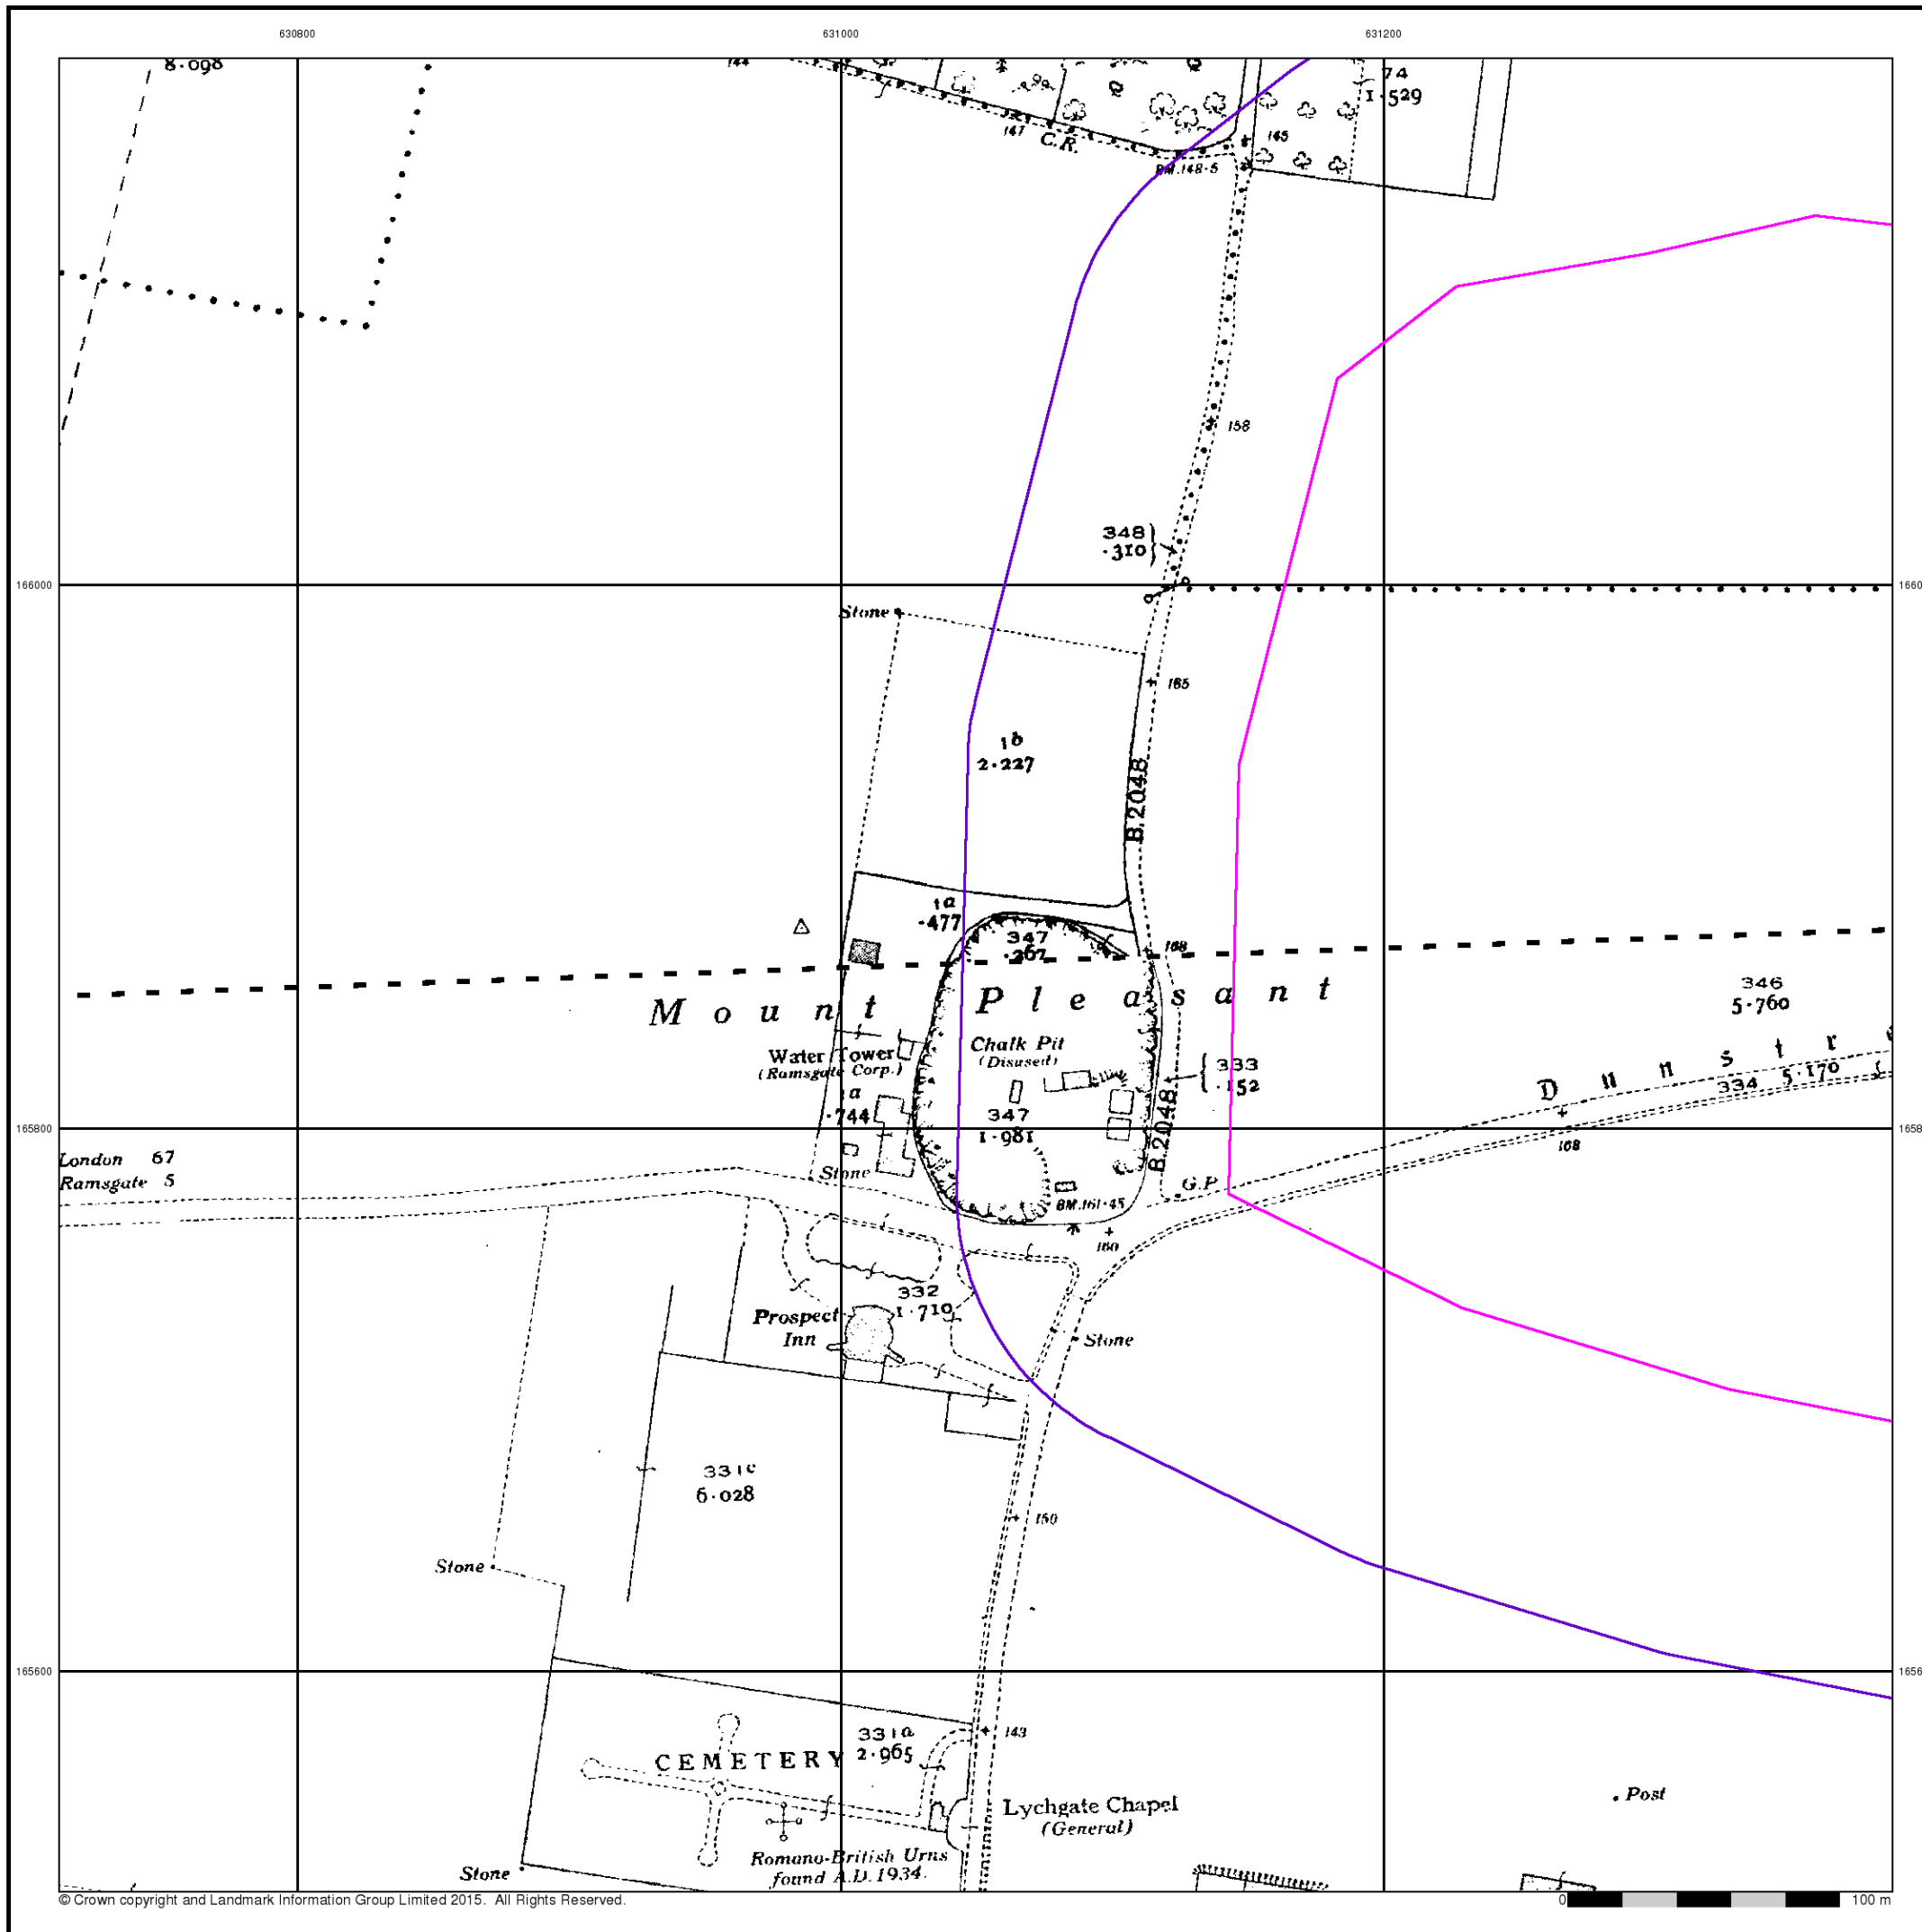 630800
631000
631200
8·098
144
74
1·529
147
C.R.
145
BM.148·5
158
348
·310
166000
1660
Stone
165
1b
2·227
B.2048
1a
·477
347
·267
168
Mount Pleasant
346
5·760
Water Tower
(Ramsgate Corp.)
Chalk Pit
(Disused)
333
·152
Dunstre
334
5·170
a
·744
347
1·981
B.2048
165800
1658
168
London 67
Ramsgate 5
Stone
G.P
BM.161·45
160
332
1·710
Prospect
Inn
Stone
331c
6·028
150
Stone
165600
1656
331a
2·965
143
CEMETERY
Post
Lychgate Chapel
(General)
Romano-British Urns
found A.D.1934.
Stone
© Crown copyright and Landmark Information Group Limited 2015. All Rights Reserved.
0 100 m